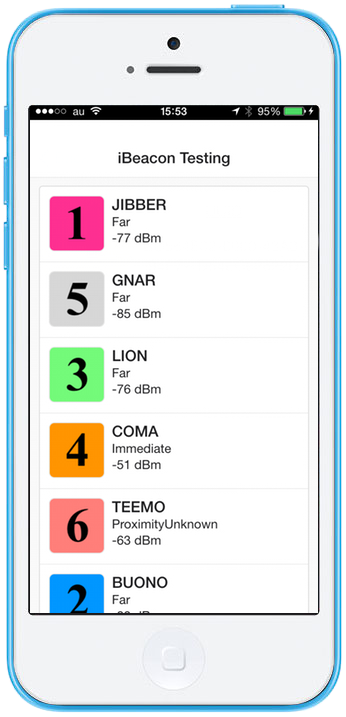 au 15:53 95%
iBeacon Testing
1 JIBBER
Far
-77 dBm
5 GNAR
Far
-85 dBm
3 LION
Far
-76 dBm
4 COMA
Immediate
-51 dBm
6 TEEMO
ProximityUnknown
-63 dBm
2 BUONO
Far